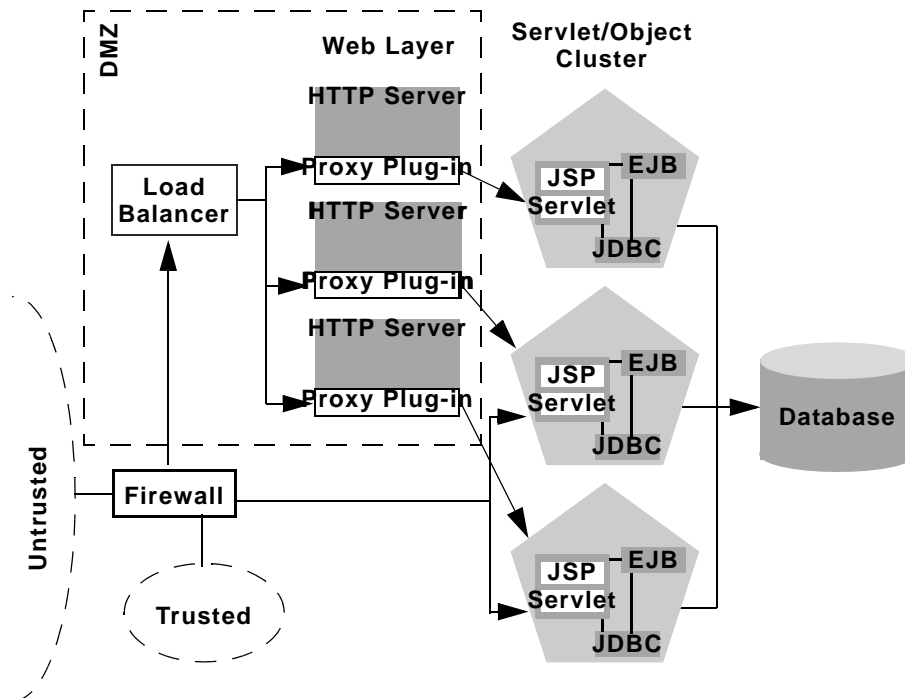 DMZ
Web Layer
Servlet/Object
Cluster
HTTP Server
Proxy Plug-in
HTTP Server
Proxy Plug-in
HTTP Server
Proxy Plug-in
Load
Balancer
JSP
Servlet
EJB
JDBC
JSP
Servlet
EJB
JDBC
JSP
Servlet
EJB
JDBC
Database
Untrusted
Firewall
Trusted